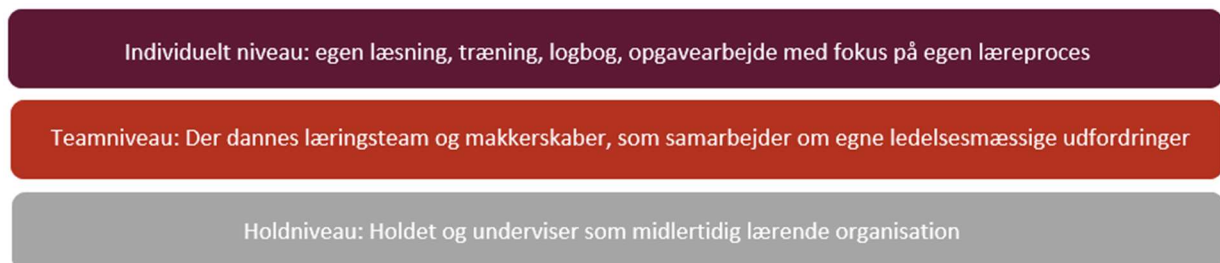 Individuelt niveau: egen læsning, træning, logbog, opgavearbejde med fokus på egen læreproces
Teamniveau: Der dannes læringsteam og makkerskaber, som samarbejder om egne ledelsesmæssige udfordringer
Holdniveau: Holdet og underviser som midlertidig lærende organisation